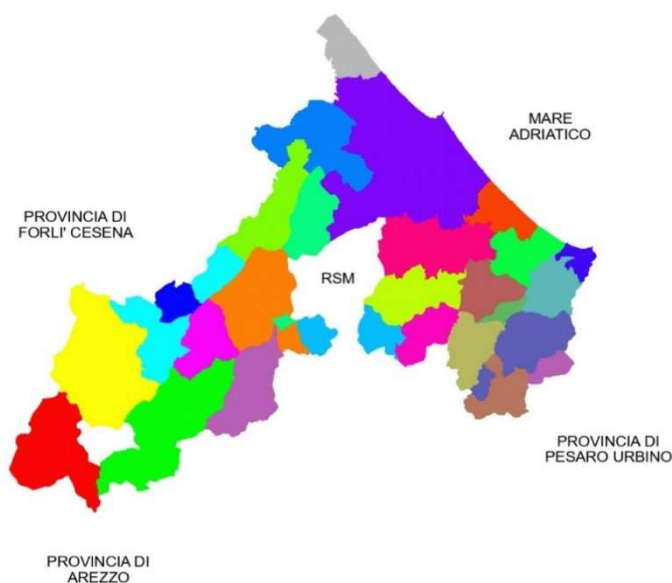 MARE
ADRIATICO
PROVINCIA DI
FORLI' CESENA
RSM
PROVINCIA DI
PESARO URBINO
PROVINCIA DI
AREZZO